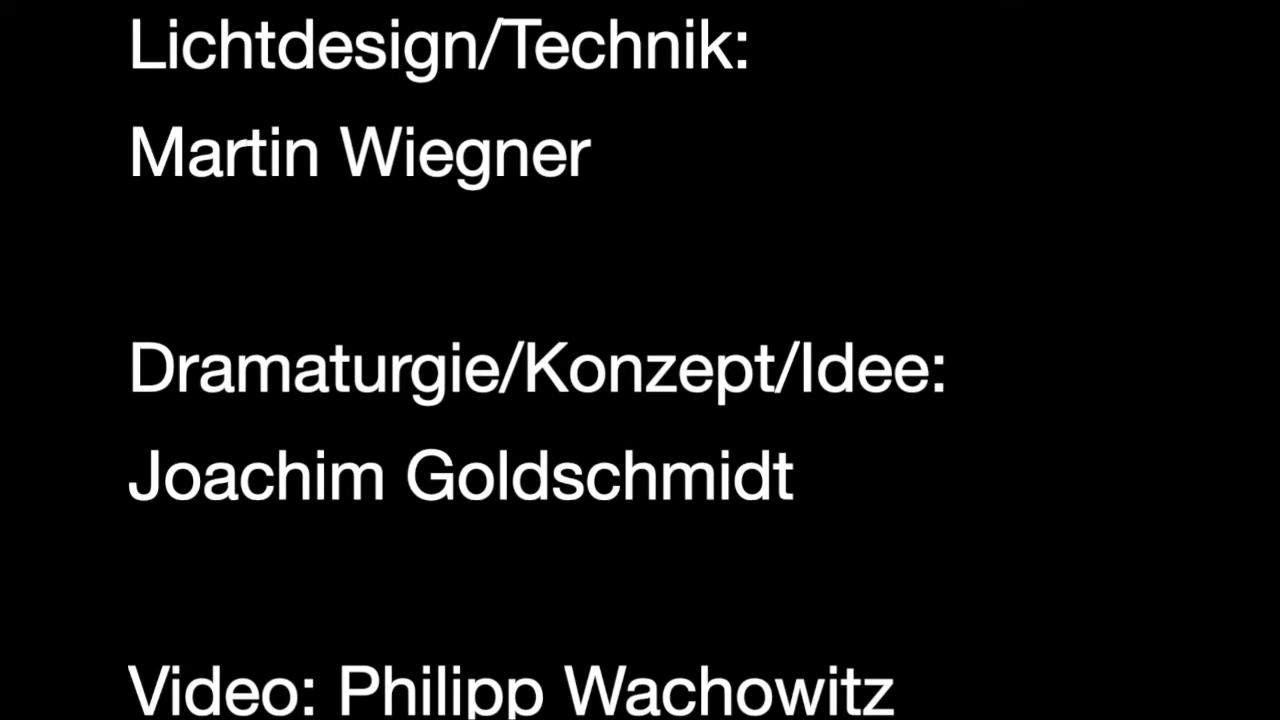 Lichtdesign/Technik:
Martin Wiegner
Dramaturgie/Konzept/Idee:
Joachim Goldschmidt
Video: Philipp Wachowitz